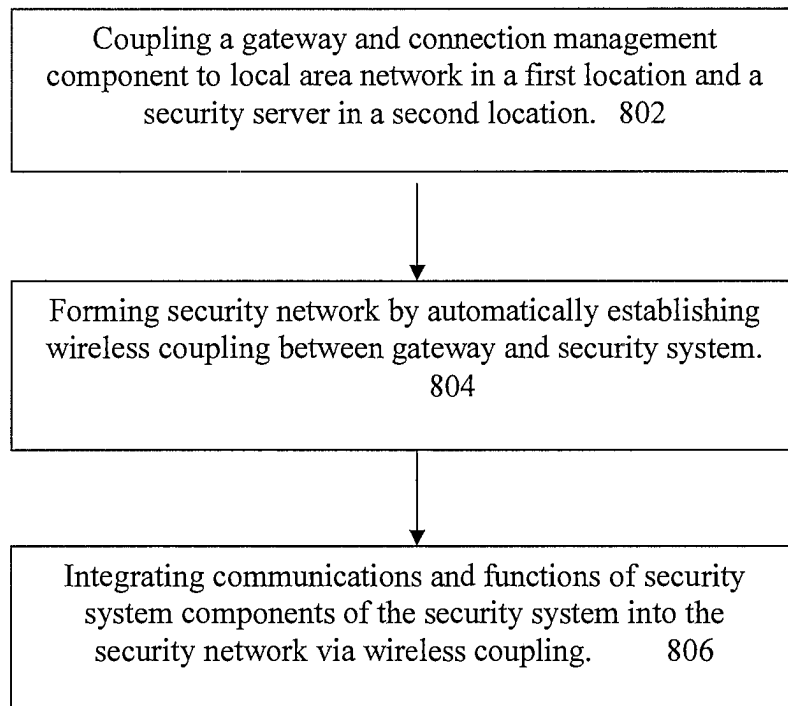 Coupling a gateway and connection management
component to local area network in a first location and a
security server in a second location. 802
Forming security network by automatically establishing
wireless coupling between gateway and security system.
804
Integrating communications and functions of security
system components of the security system into the
security network via wireless coupling. 806